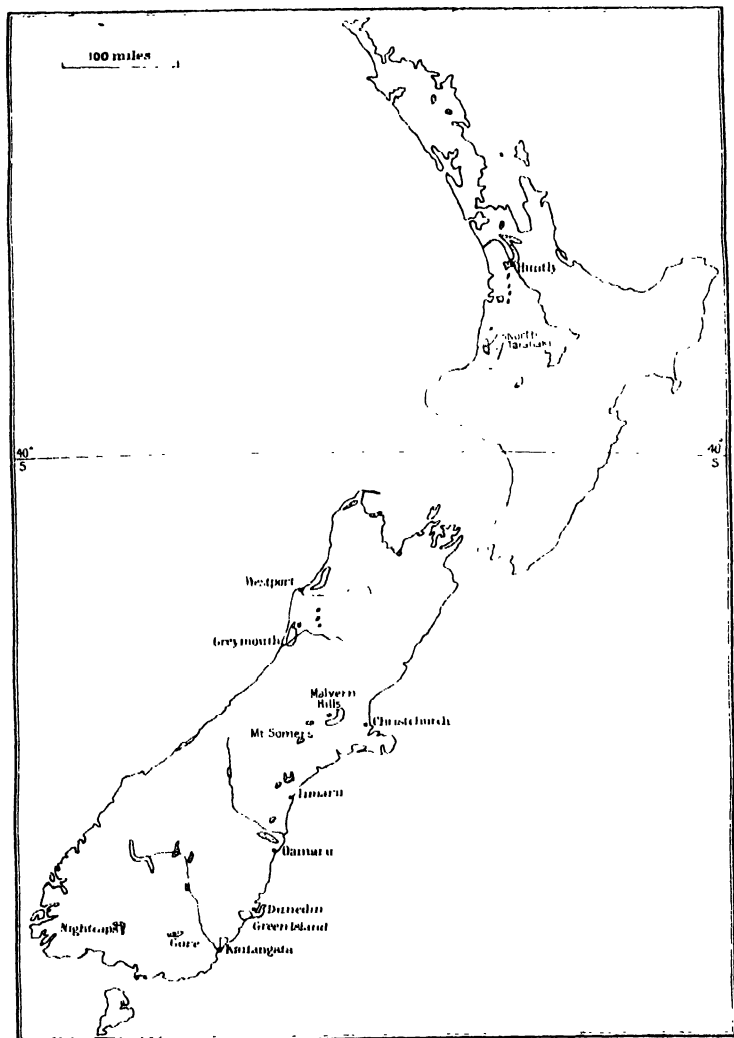 100 miles
Huntly
North
Taranaki
40°
S
40°
S
Westport
Greymouth
Malvern
Hills
Christchurch
Mt Somers
Timaru
Oamaru
Dunedin
Green Island
Nightcaps
Gore
Kaitangata